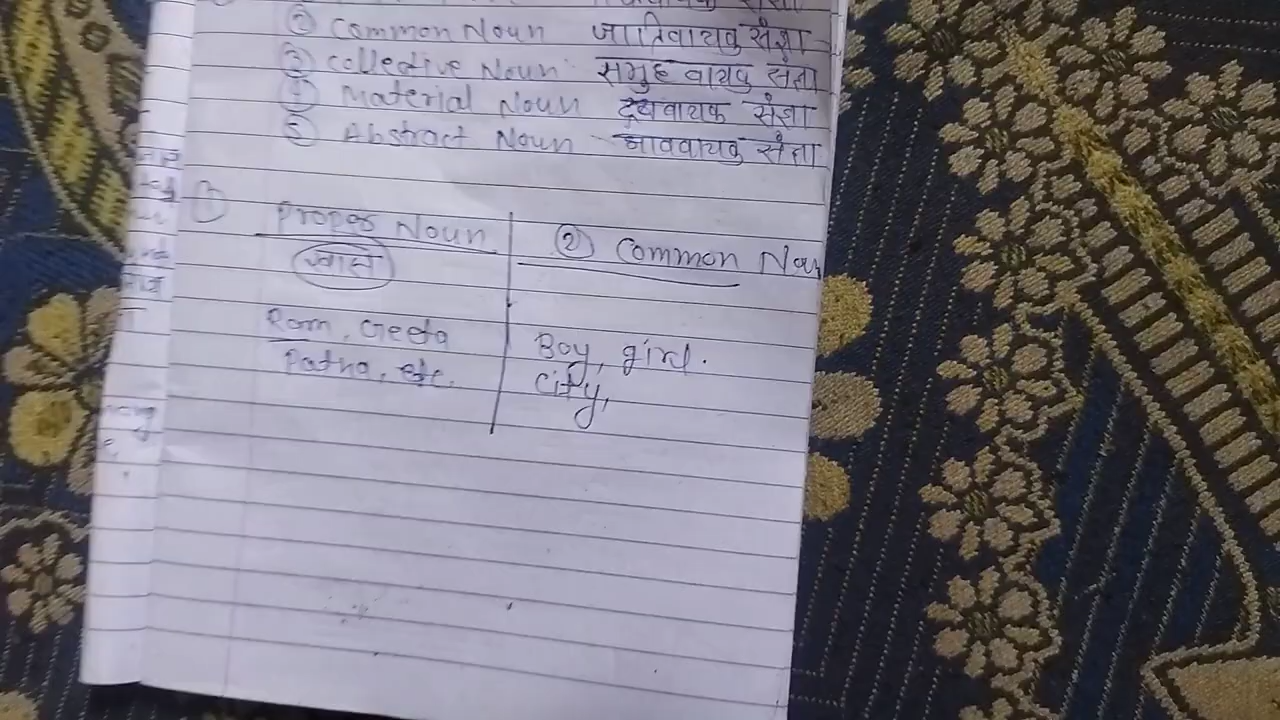 ② Common Noun जातिवाचक संज्ञा
③ Collective Noun समुह वाचक संज्ञा
④ Material Noun द्रव्यवाचक संज्ञा
⑤ Abstract Noun भाववाचक संज्ञा
① Proper Noun
② Common Noun
खास
Ram, Geeta
Patna, etc.
Boy, girl.
City,